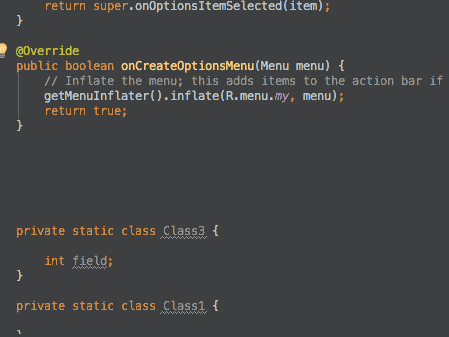 return super.onOptionsItemSelected(item);
}
@Override
public boolean onCreateOptionsMenu(Menu menu) {
// Inflate the menu; this adds items to the action bar if
getMenuInflater().inflate(R.menu.my, menu);
return true;
}
private static class Class3 {
int field;
}
private static class Class1 {
}